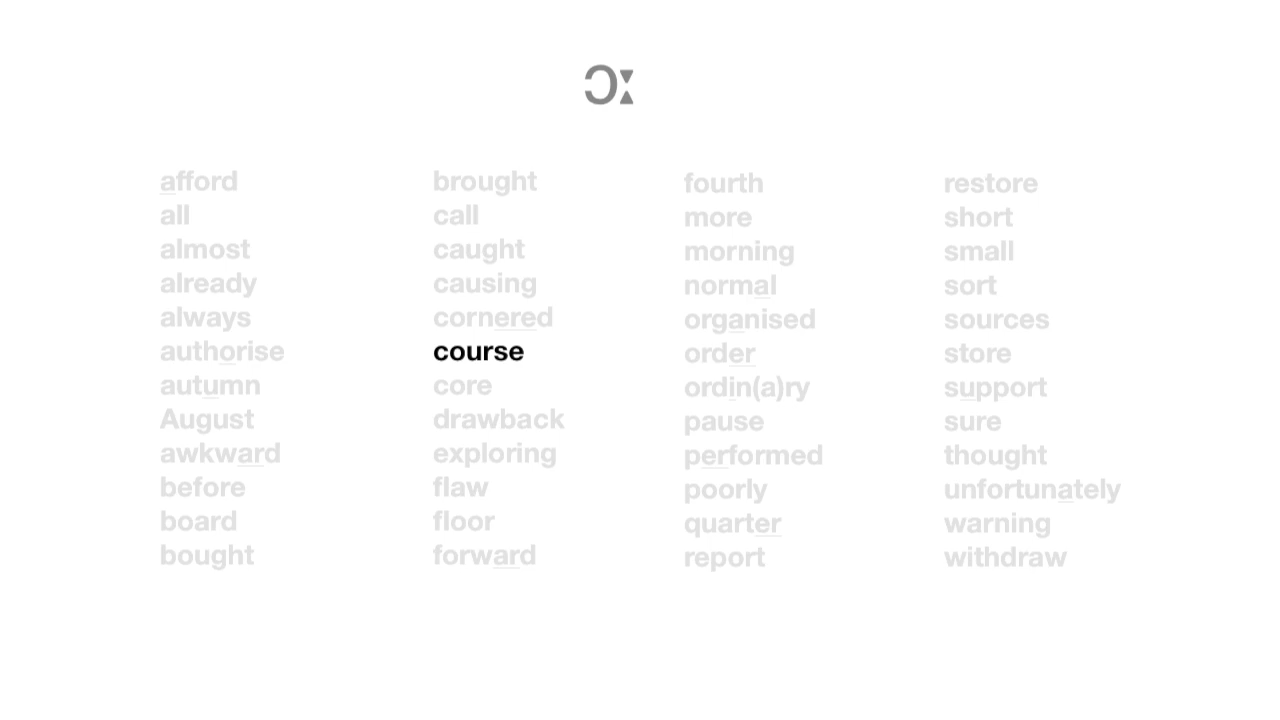 ɔː
afford
all
almost
already
always
authorise
autumn
August
awkward
before
board
bought
brought
call
caught
causing
cornered
course
core
drawback
exploring
flaw
floor
forward
fourth
more
morning
normal
organised
order
ordin(a)ry
pause
performed
poorly
quarter
report
restore
short
small
sort
sources
store
support
sure
thought
unfortunately
warning
withdraw